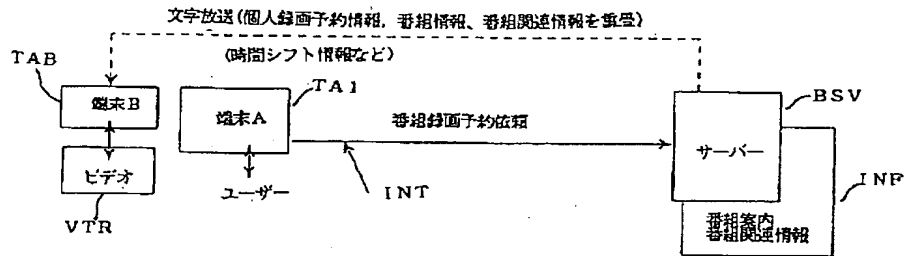 文字放送(個人録画予約情報、番組情報、番組関連情報を重畳)
(時間シフト情報など)
TAB
TA1
BSV
端末B
端末A
番組録画予約依頼
サーバー
ビデオ
ユーザー
INT
INF
VTR
番組案内
番組関連情報